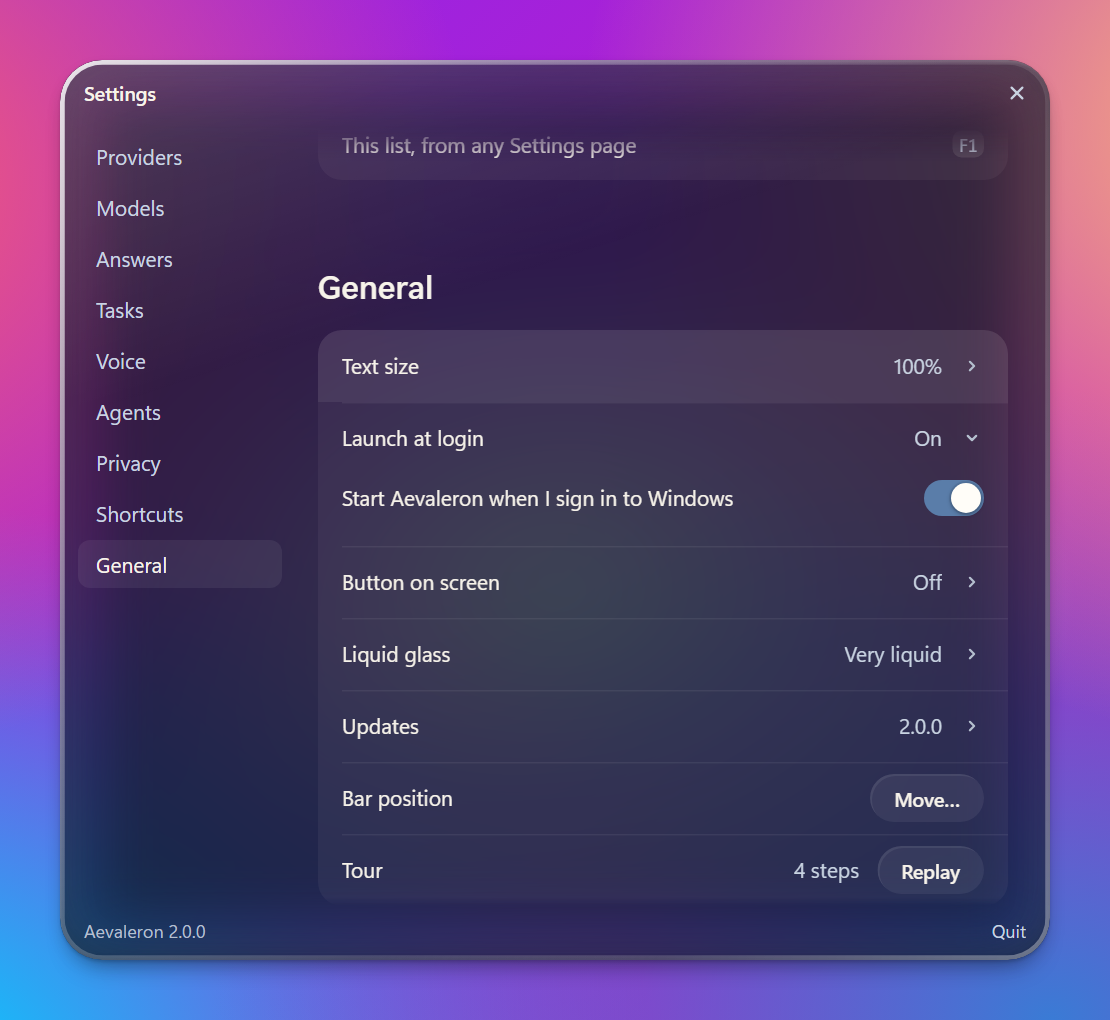 Settings
Providers
Models
Answers
Tasks
Voice
Agents
Privacy
Shortcuts
General
This list, from any Settings page F1
General
Text size 100%
Launch at login On
Start Aevaleron when I sign in to Windows
Button on screen Off
Liquid glass Very liquid
Updates 2.0.0
Bar position Move...
Tour 4 steps Replay
Aevaleron 2.0.0 Quit